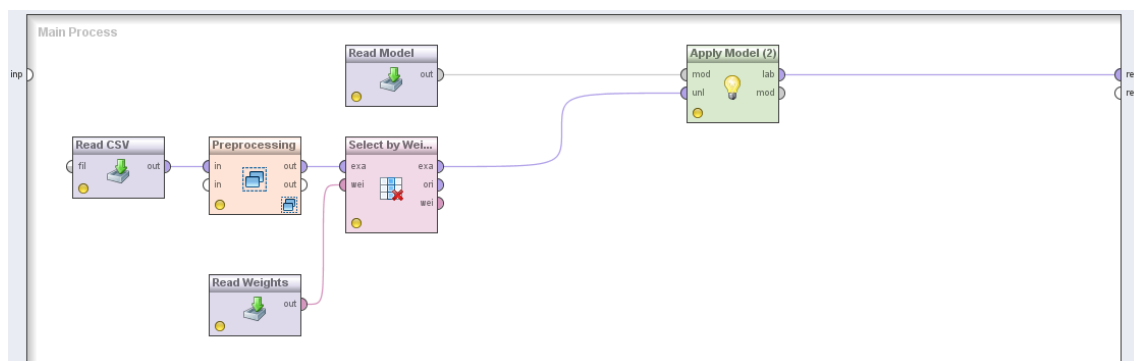 Main Process
Read Model
out
Apply Model (2)
mod lab
unl mod
inp
re
re
Read CSV
fil out
Preprocessing
in out
in out
Select by Wei...
exa exa
wei ori
wei
Read Weights
out